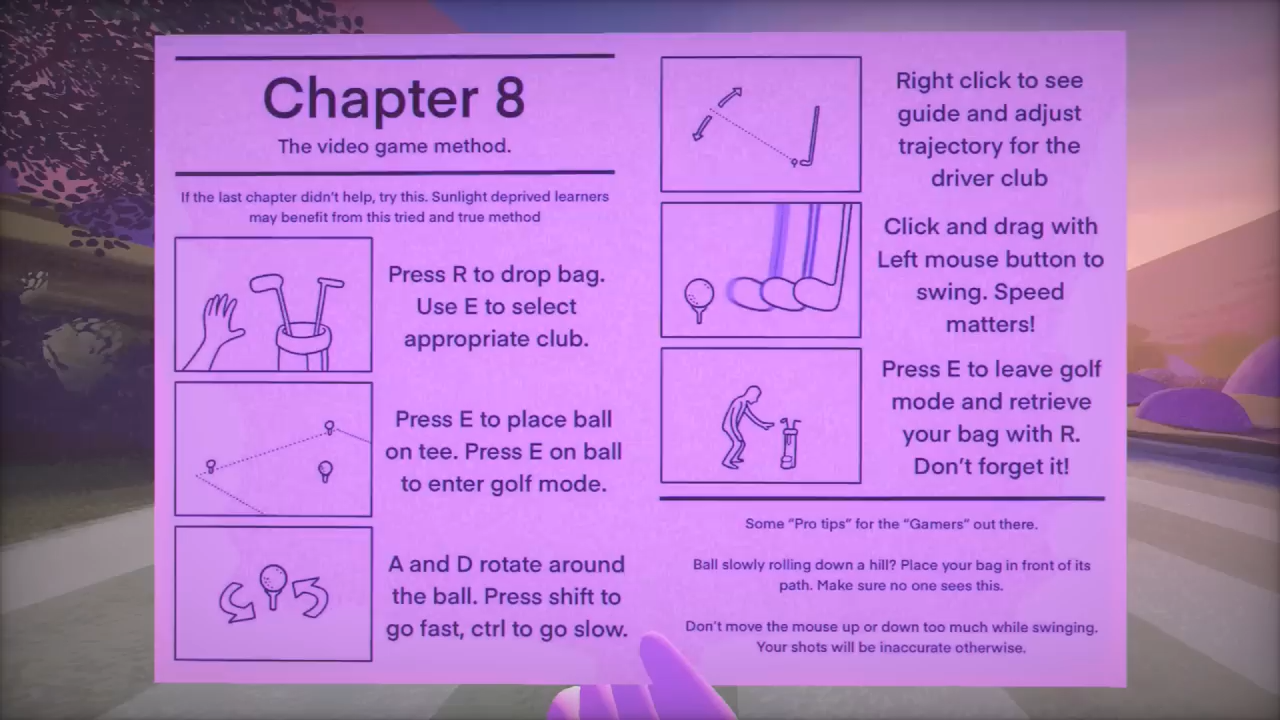 Chapter 8
The video game method.
If the last chapter didn't help, try this. Sunlight deprived learners
may benefit from this tried and true method
Press R to drop bag.
Use E to select
appropriate club.
Press E to place ball
on tee. Press E on ball
to enter golf mode.
A and D rotate around
the ball. Press shift to
go fast, ctrl to go slow.
Right click to see
guide and adjust
trajectory for the
driver club
Click and drag with
Left mouse button to
swing. Speed
matters!
Press E to leave golf
mode and retrieve
your bag with R.
Don't forget it!
Some "Pro tips" for the "Gamers" out there.
Ball slowly rolling down a hill? Place your bag in front of its
path. Make sure no one sees this.
Don't move the mouse up or down too much while swinging.
Your shots will be inaccurate otherwise.